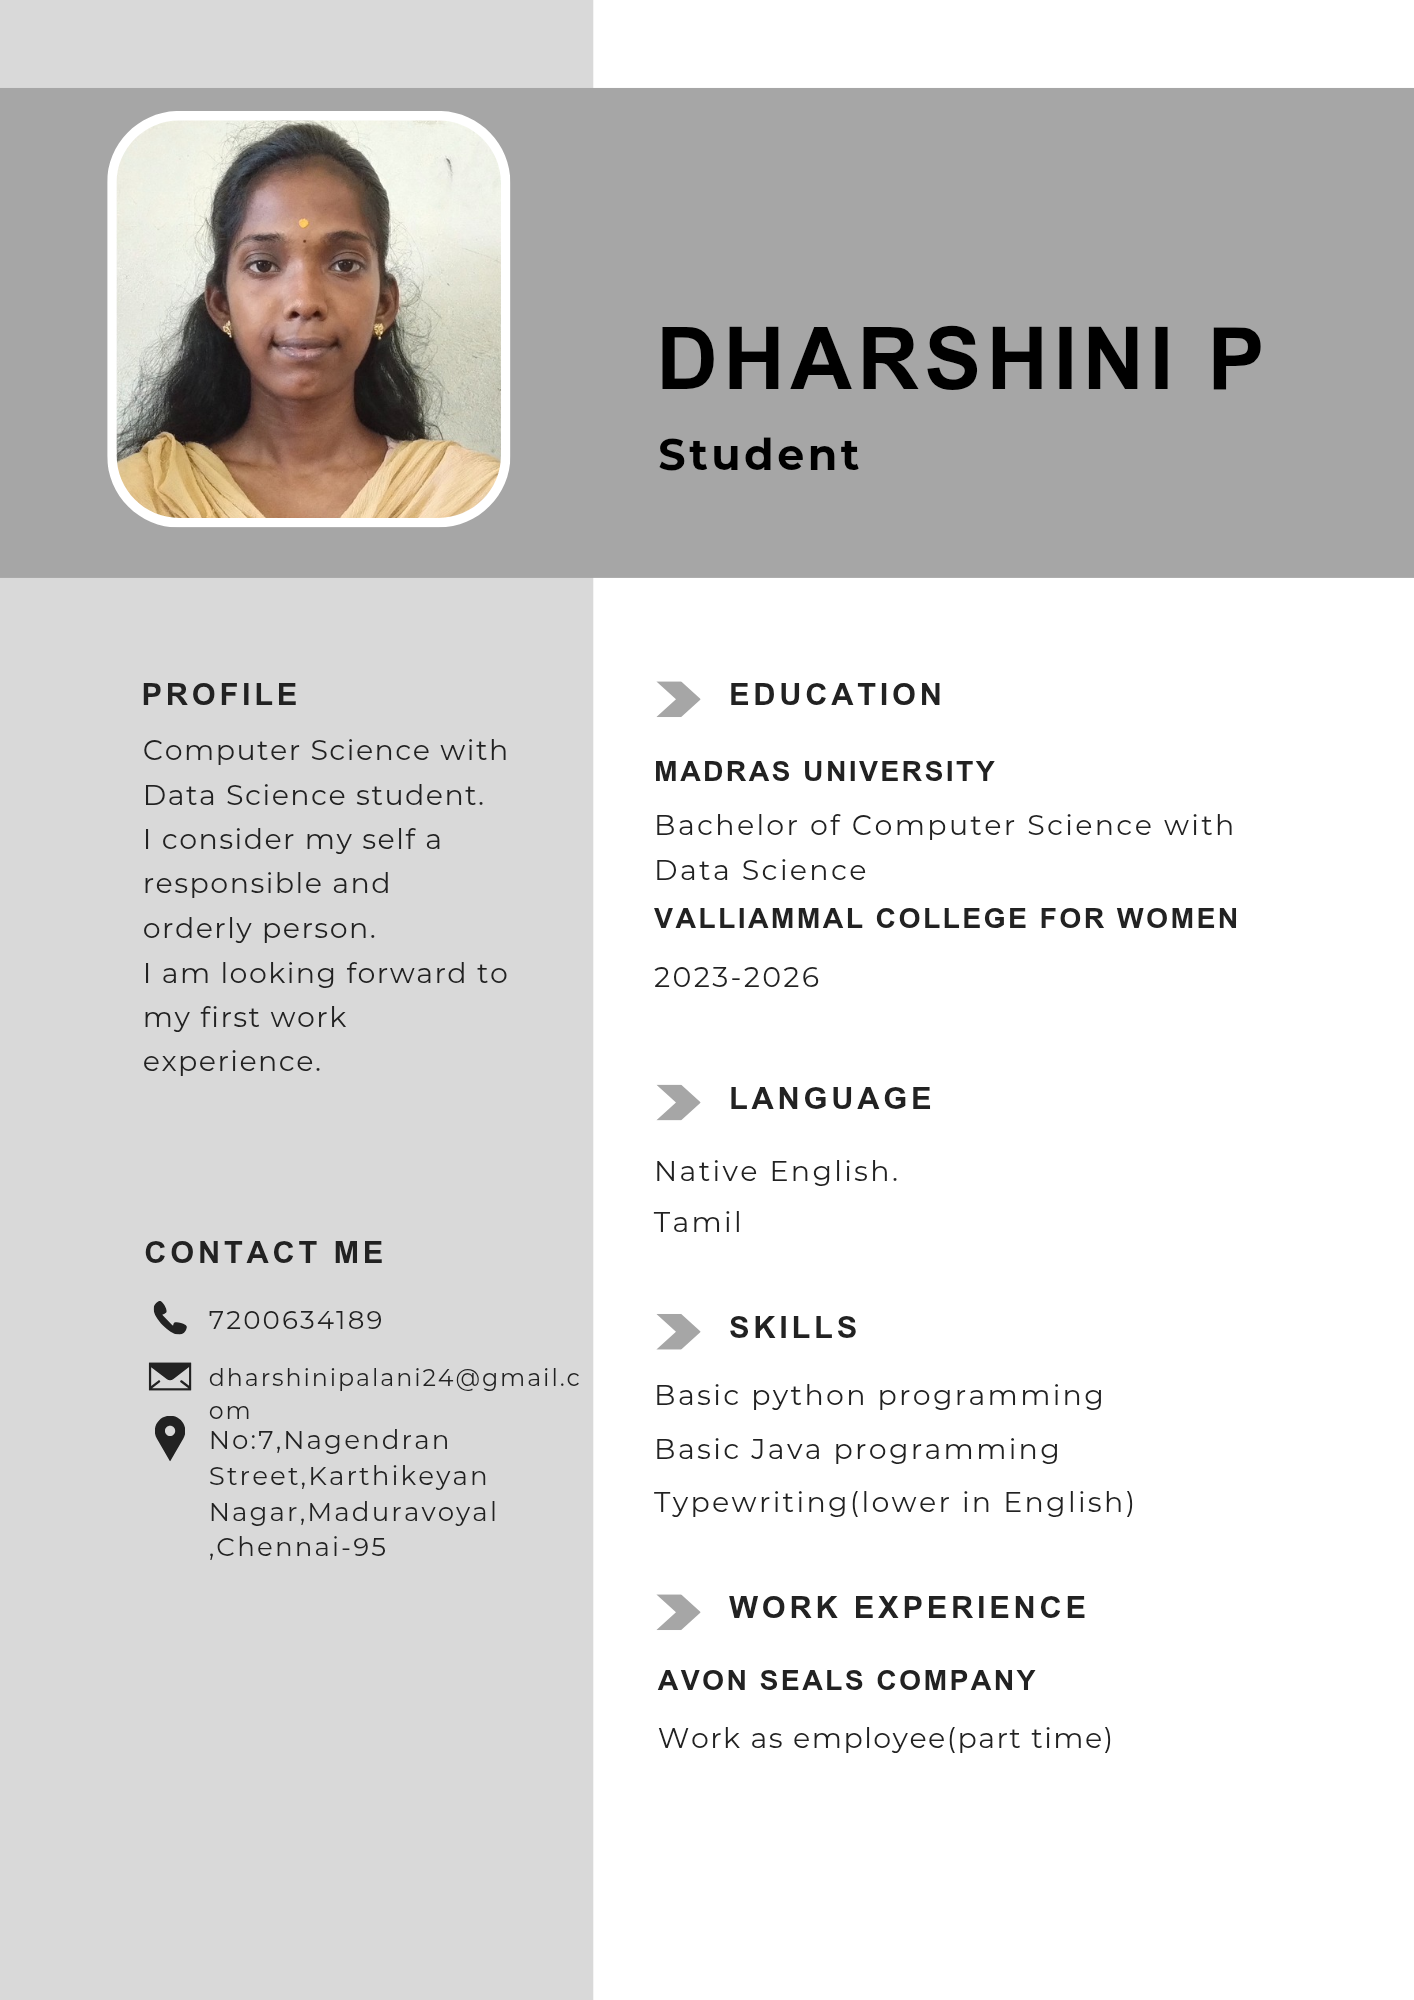 DHARSHINI P
Student
PROFILE
Computer Science with
Data Science student.
I consider my self a
responsible and
orderly person.
I am looking forward to
my first work
experience.
CONTACT ME
7200634189
dharshinipalani24@gmail.c
om
No:7,Nagendran
Street,Karthikeyan
Nagar,Maduravoyal
,Chennai-95
EDUCATION
MADRAS UNIVERSITY
Bachelor of Computer Science with
Data Science
VALLIAMMAL COLLEGE FOR WOMEN
2023-2026
LANGUAGE
Native English.
Tamil
SKILLS
Basic python programming
Basic Java programming
Typewriting(lower in English)
WORK EXPERIENCE
AVON SEALS COMPANY
Work as employee(part time)